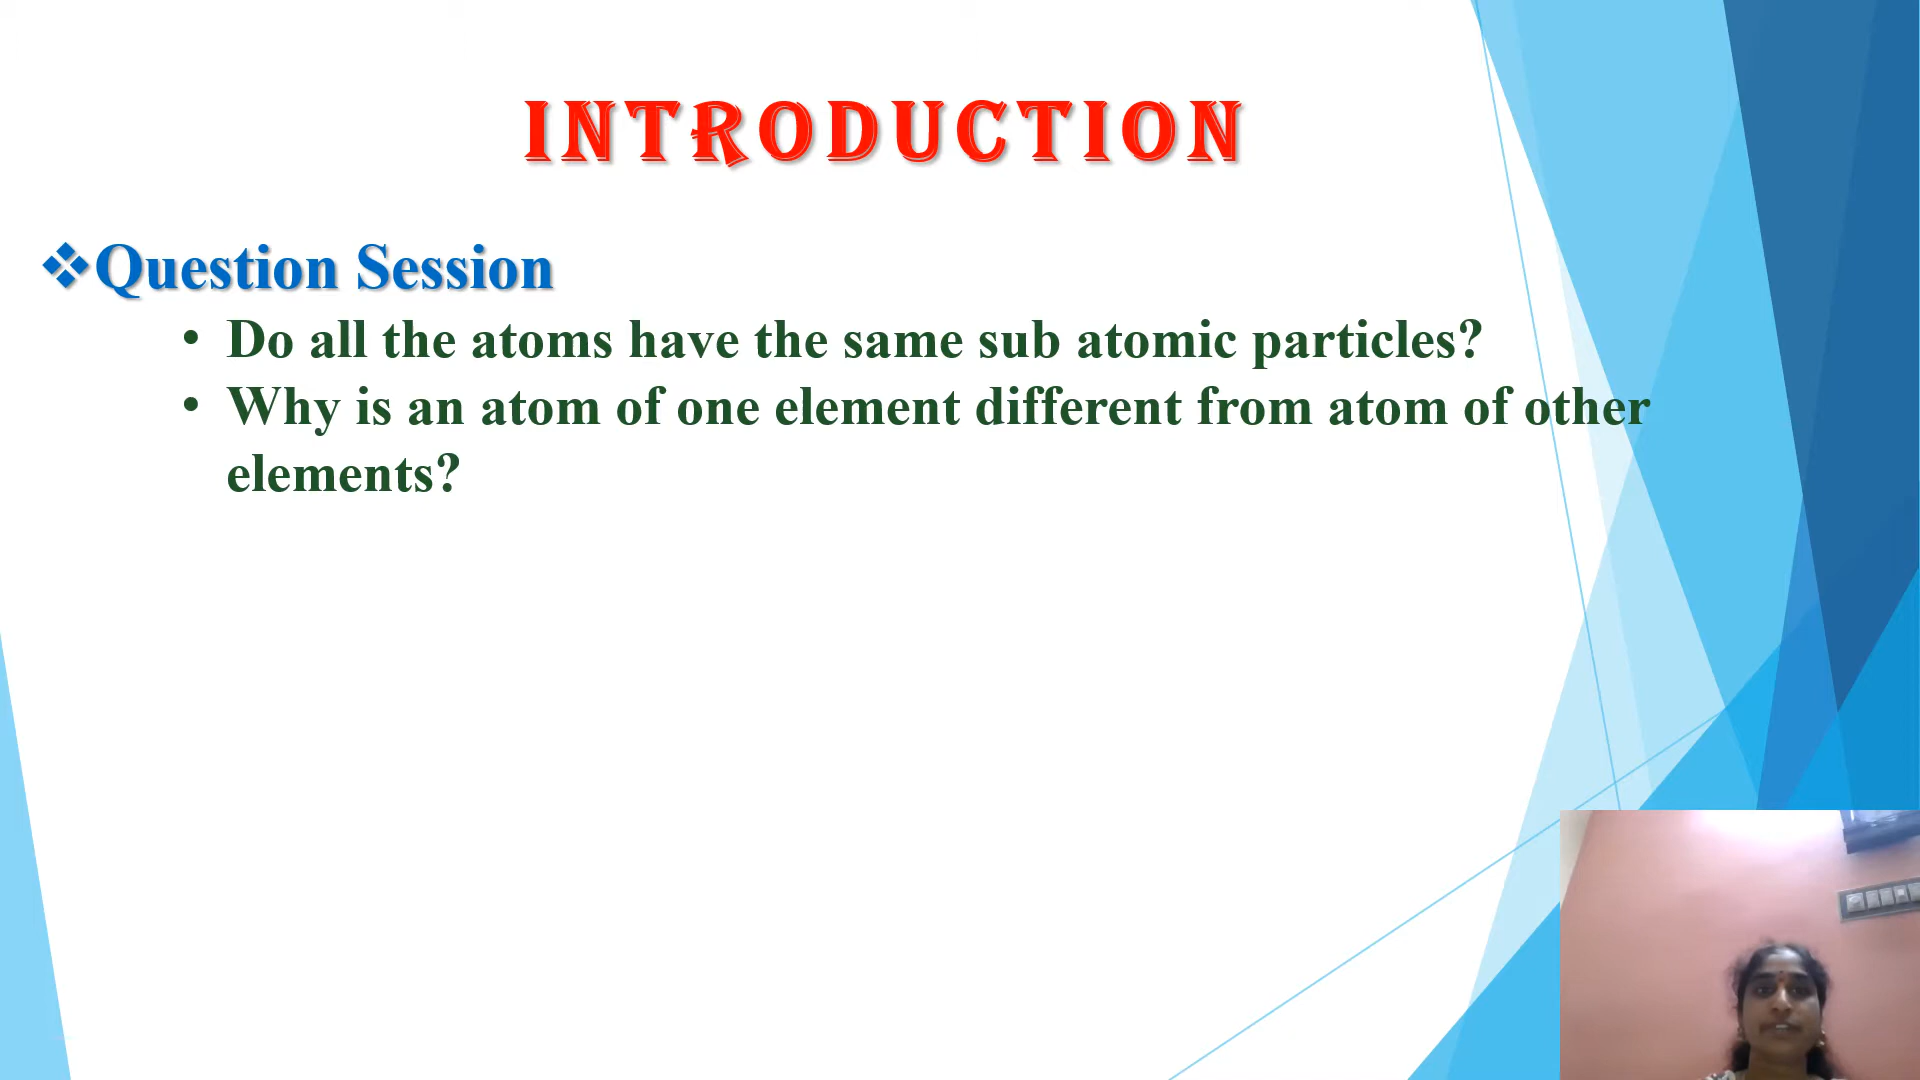 INTRODUCTION
❖Question Session
• Do all the atoms have the same sub atomic particles?
• Why is an atom of one element different from atom of other
elements?